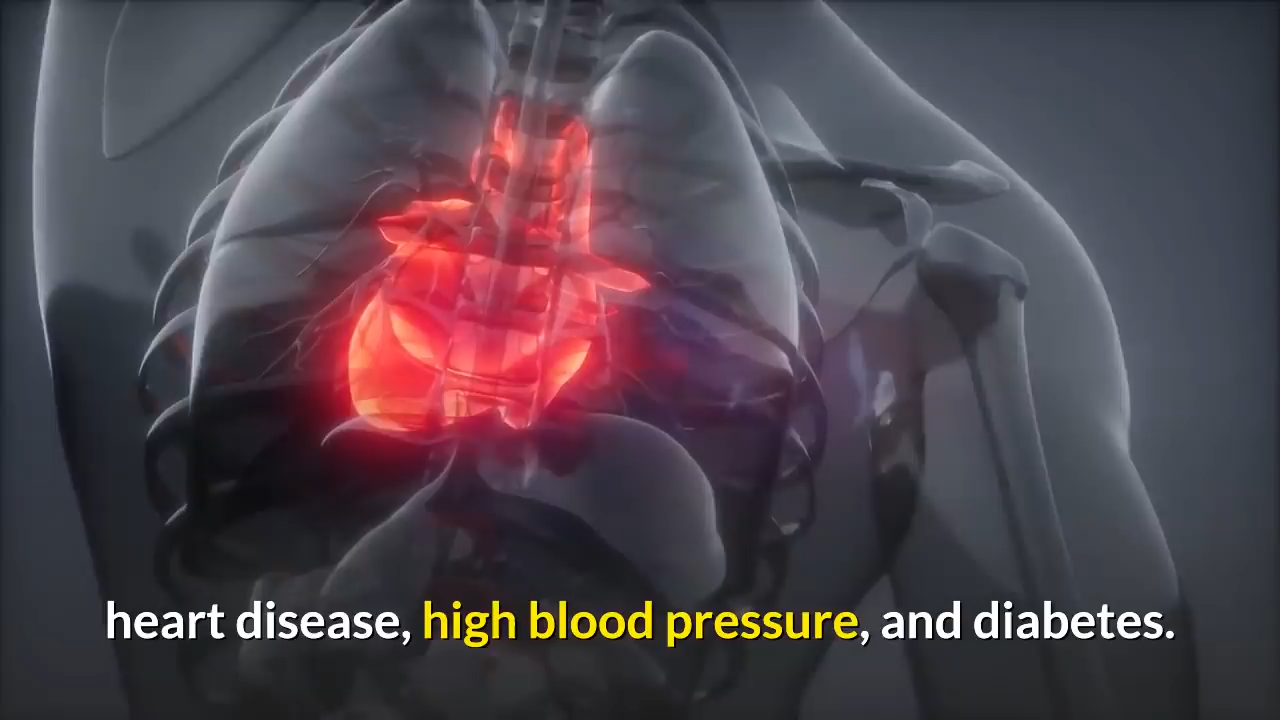 heart disease, high blood pressure, and diabetes.